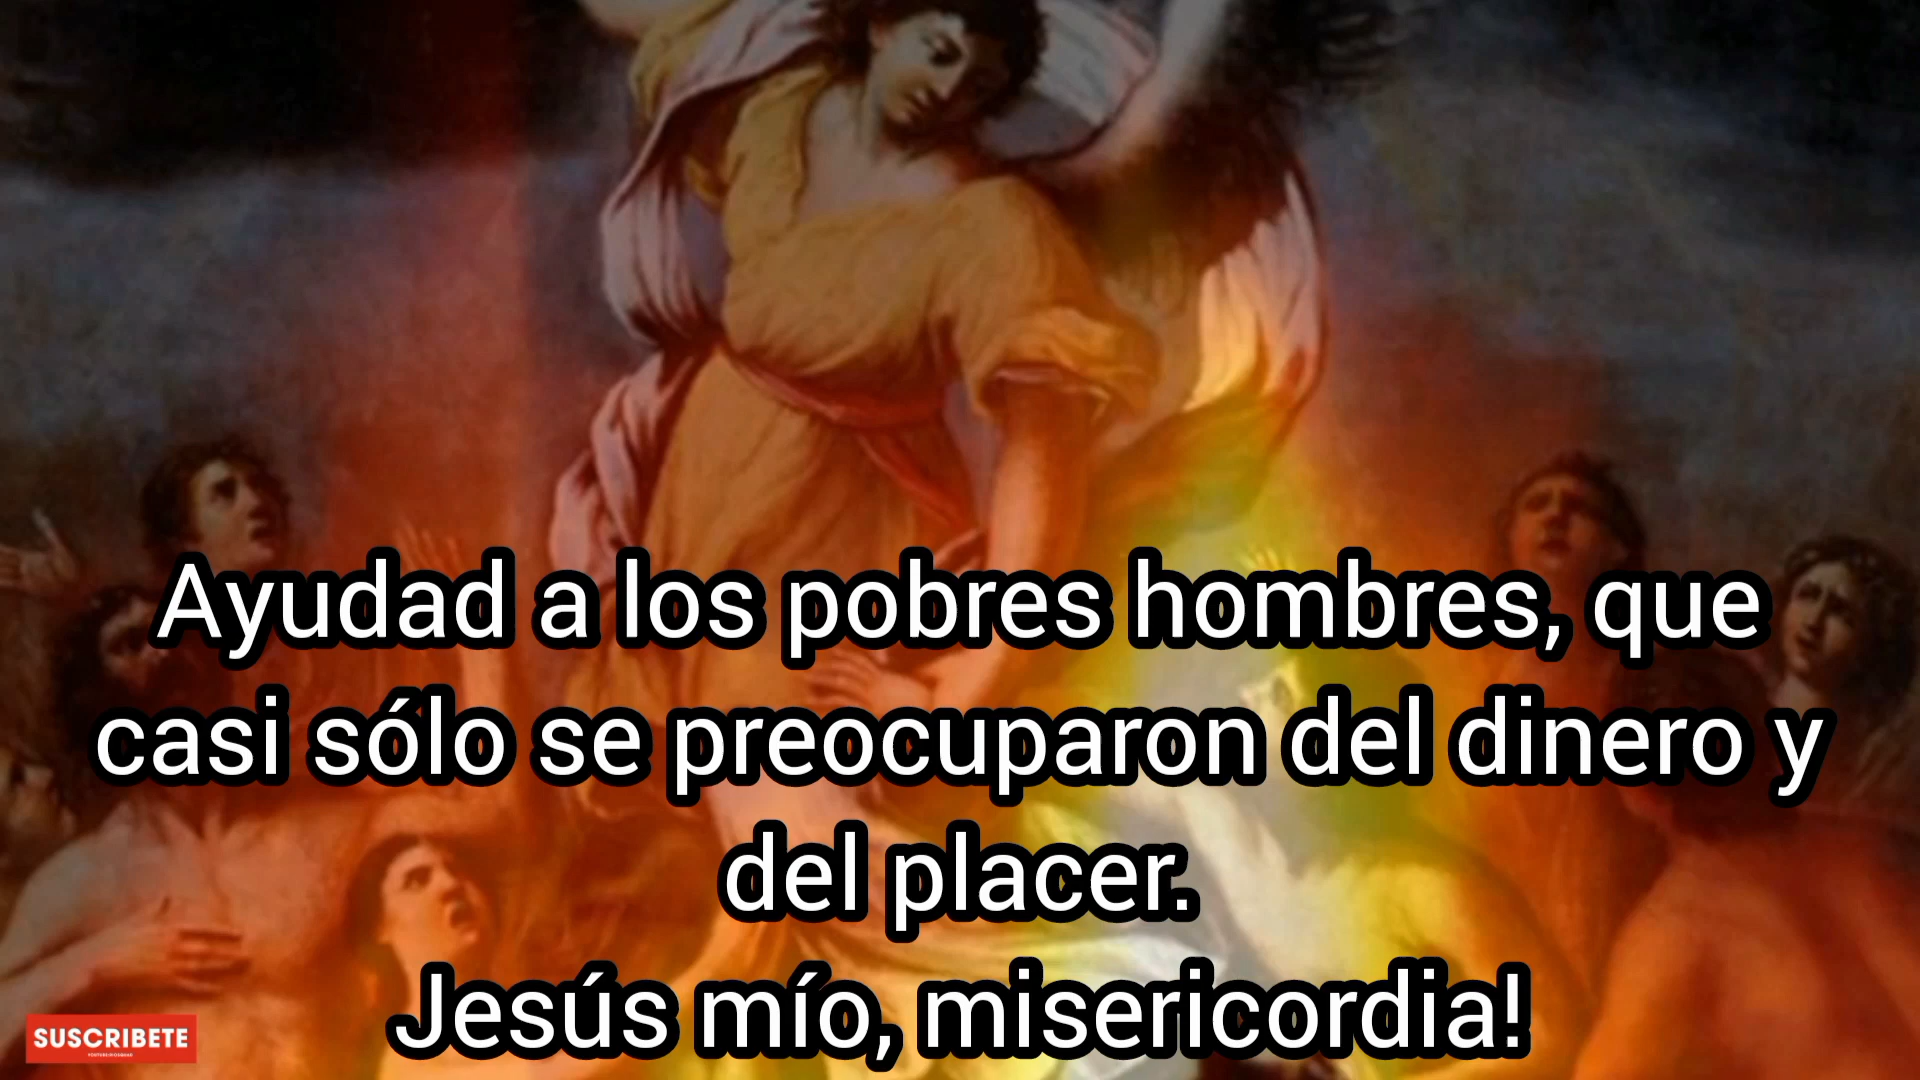 Ayudad a los pobres hombres, que
casi sólo se preocuparon del dinero y
del placer.
Jesús mío, misericordia!
SUSCRIBETE